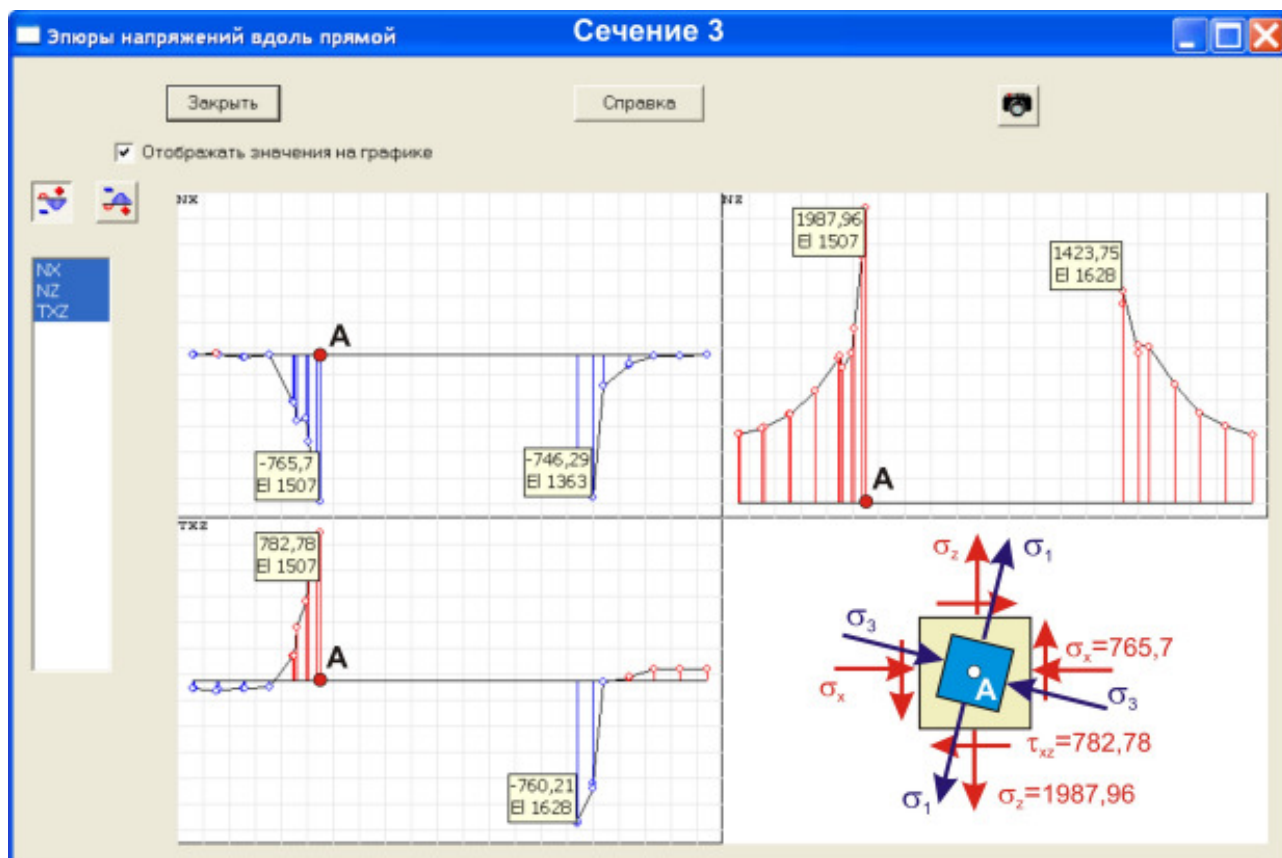 Эпюры напряжений вдоль прямой
Сечение 3
Закрыть
Справка
Отображать значения на графике
NX
NZ
TXZ
NX
-765,7
El 1507
-746,29
El 1363
A
NZ
1987,96
El 1507
1423,75
El 1628
A
TXZ
782,78
El 1507
-760,21
El 1628
A
σz
σ1
σ3
σx=765,7
σx
A
σ3
τxz=782,78
σ1
σz=1987,96